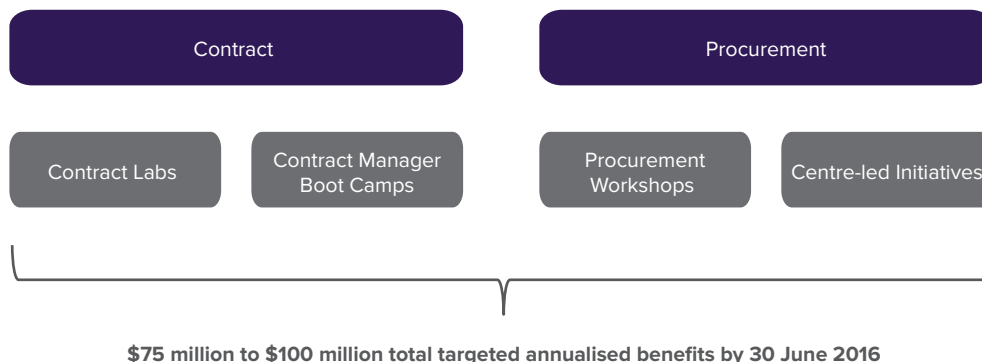 Contract
Procurement
Contract Labs
Contract Manager
Boot Camps
Procurement
Workshops
Centre-led Initiatives
$75 million to $100 million total targeted annualised benefits by 30 June 2016